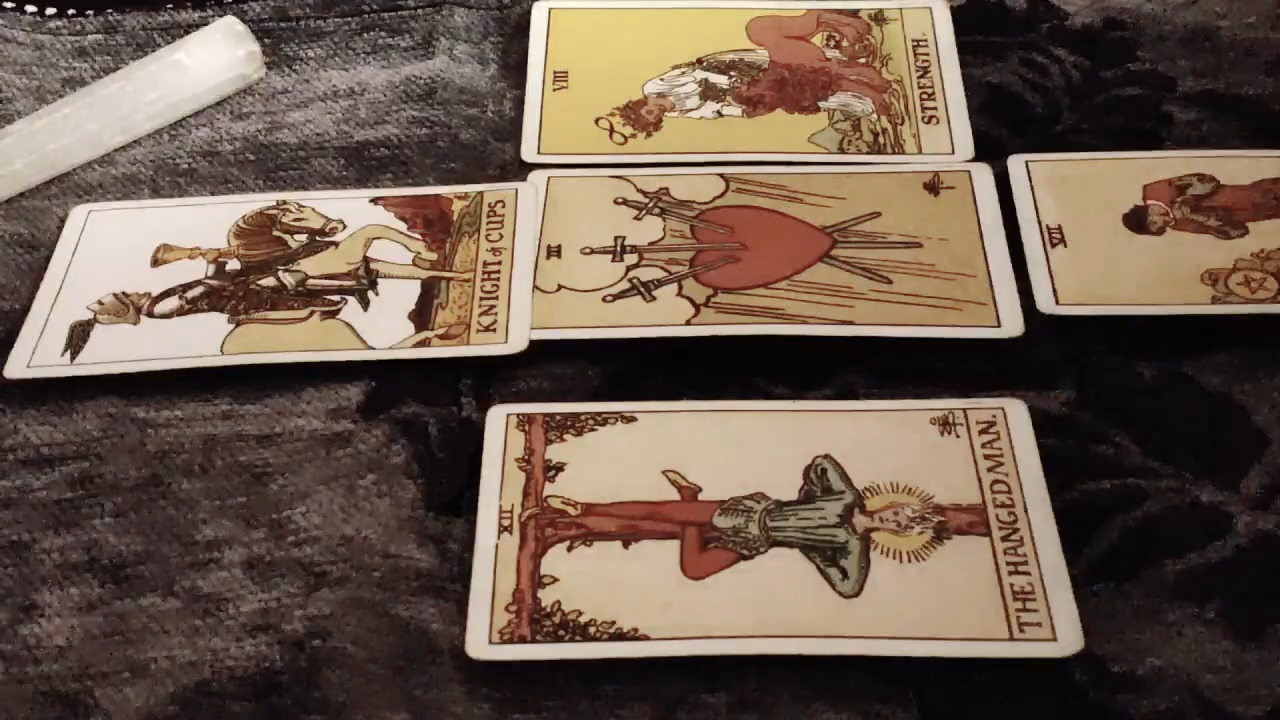 VIII
STRENGTH.
KNIGHT of CUPS.
III
VII
XII
THE HANGED MAN.